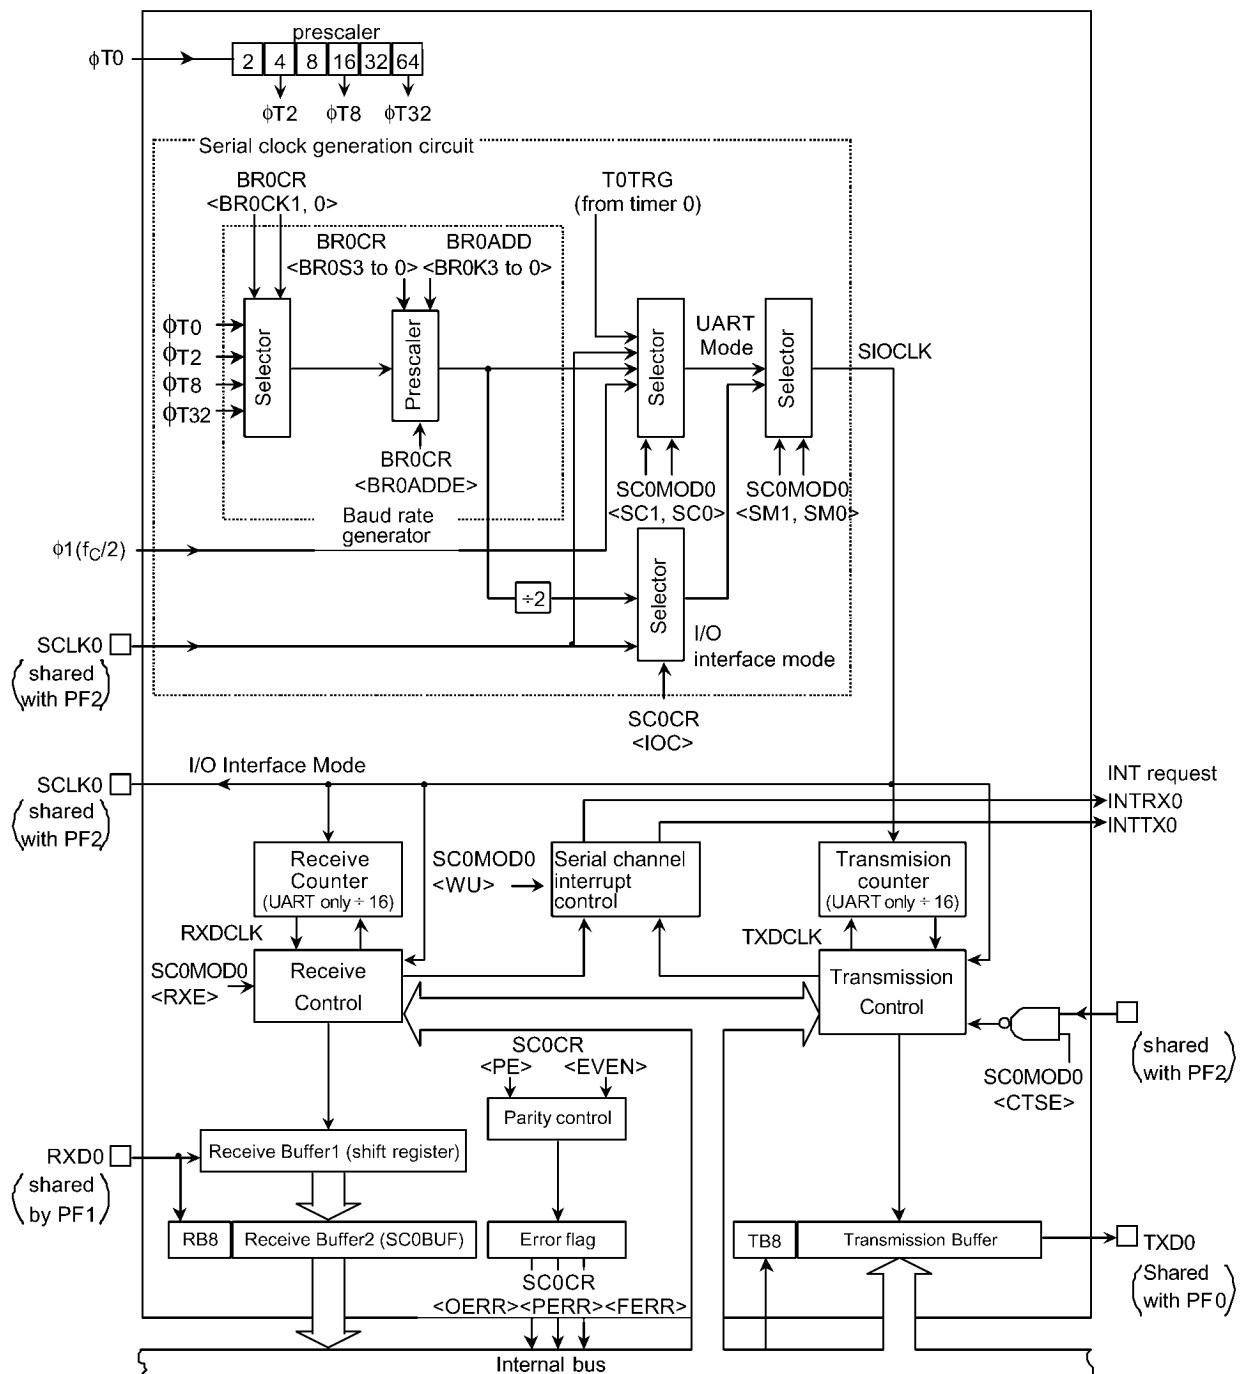 prescaler
ϕT0
2 4 8 16 32 64
ϕT2 ϕT8 ϕT32
Serial clock generation circuit
BR0CR
<BR0CK1, 0>
T0TRG
(from timer 0)
BR0CR
<BR0S3 to 0>
BR0ADD
<BR0K3 to 0>
ϕT0
ϕT2
ϕT8
ϕT32
Selector
Prescaler
Selector
UART
Mode
Selector
SIOCLK
BR0CR
<BR0ADDE>
SC0MOD0
<SC1, SC0>
SC0MOD0
<SM1, SM0>
Baud rate
generator
ϕ1(fC/2)
÷2
Selector
I/O
interface mode
SCLK0
(shared
with PF2)
SC0CR
<IOC>
I/O Interface Mode
SCLK0
(shared
with PF2)
INT request
INTRX0
INTTX0
Receive
Counter
(UART only ÷ 16)
SC0MOD0
<WU>
Serial channel
interrupt
control
Transmision
counter
(UART only ÷ 16)
RXDCLK
TXDCLK
SC0MOD0
<RXE>
Receive
Control
Transmission
Control
(shared
with PF2)
SC0MOD0
<CTSE>
SC0CR
<PE> <EVEN>
Parity control
RXD0
(shared
by PF1)
Receive Buffer1 (shift register)
RB8
Receive Buffer2 (SC0BUF)
Error flag
TB8
Transmission Buffer
TXD0
(Shared
with PF0)
SC0CR
<OERR><PERR><FERR>
Internal bus